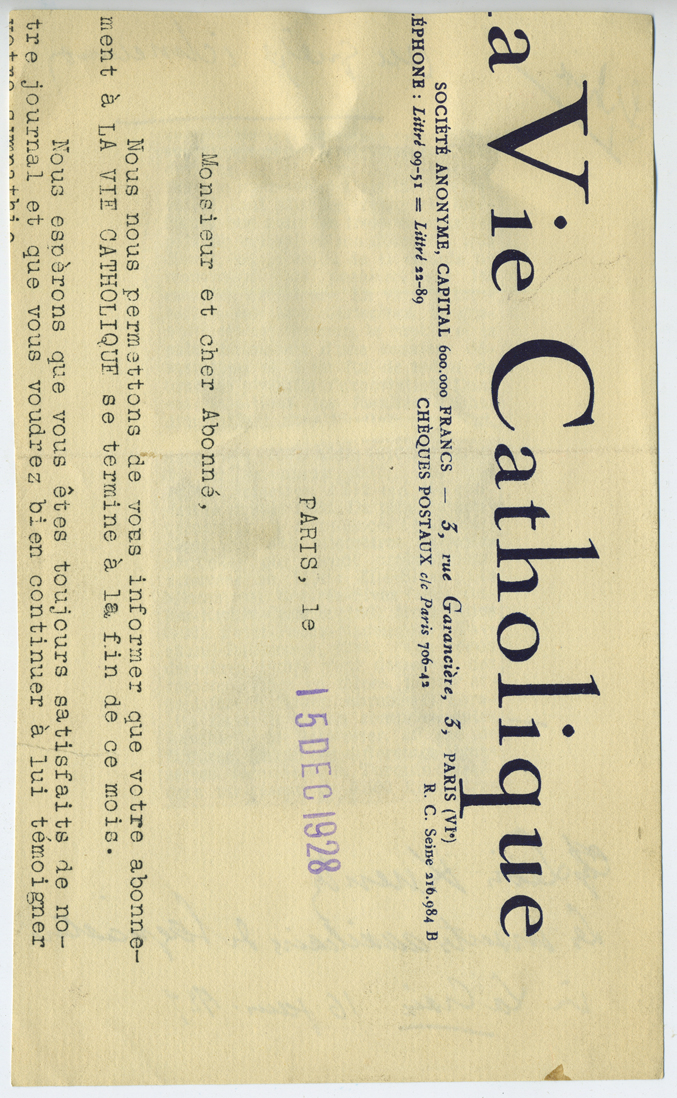 La Vie Catholique
SOCIÉTÉ ANONYME, CAPITAL 600.000 FRANCS — 3, rue Garancière, 3, PARIS (VIe)
ÉPHONE : Littré 09-51 = Littré 22-89 CHÈQUES POSTAUX c/c Paris 706-42 R. C. Seine 216.984 B
PARIS, le 15 DEC 1928
Monsieur et cher Abonné,
Nous nous permettons de vous informer que votre abonne-
ment à LA VIE CATHOLIQUE se termine à la fin de ce mois.
Nous espèrons que vous êtes toujours satisfaits de no-
tre journal et que vous voudrez bien continuer à lui témoigner
votre sympathie